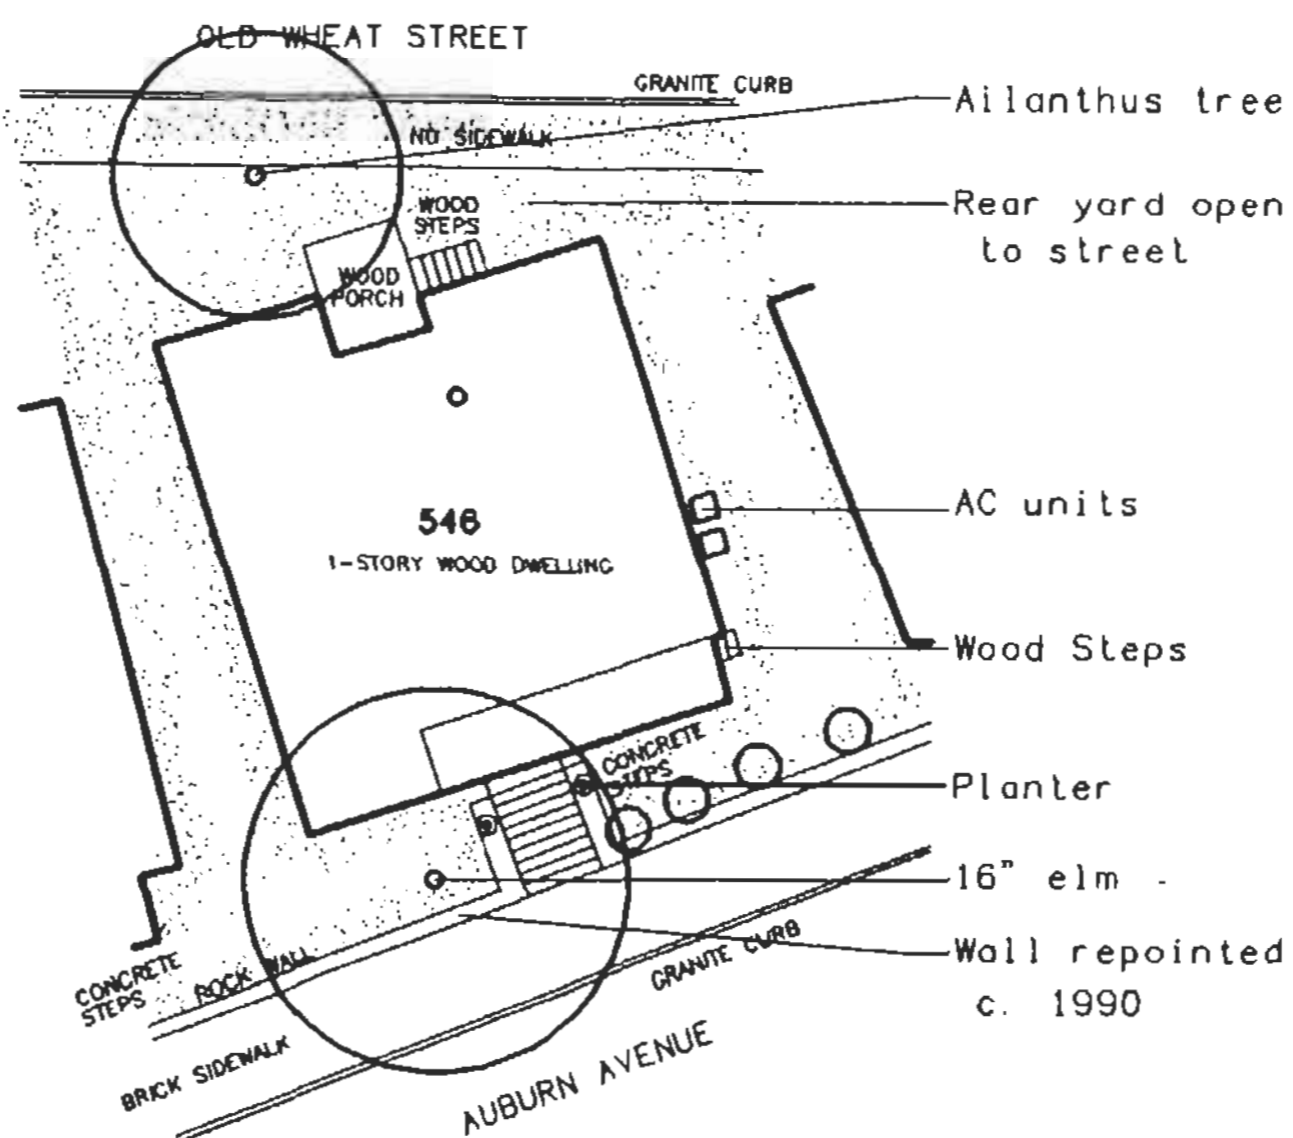 OLD WHEAT STREET
GRANITE CURB
Ailanthus tree
NO SIDEWALK
WOOD
STEPS
Rear yard open
to street
WOOD
PORCH
AC units
546
1-STORY WOOD DWELLING
Wood Steps
CONCRETE
STEPS
Planter
16" elm
Wall repointed
c. 1990
GRANITE CURB
ROCK WALL
CONCRETE
STEPS
BRICK SIDEWALK
AUBURN AVENUE